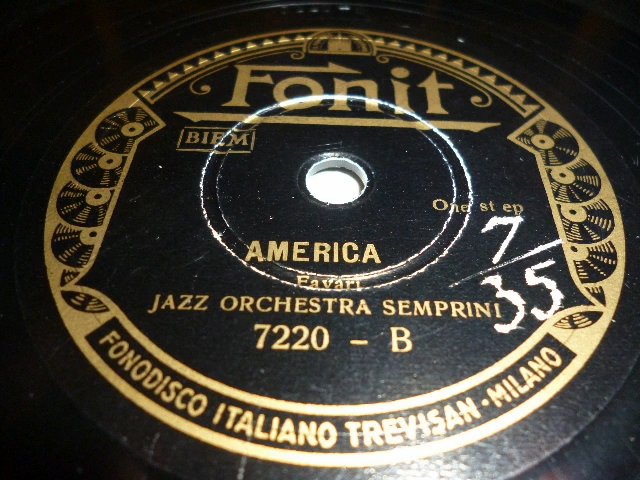 Fonit
BIEM
One st ep
7/35
AMERICA
Favari
JAZZ ORCHESTRA SEMPRINI
7220 - B
FONODISCO ITALIANO TREVISAN · MILANO